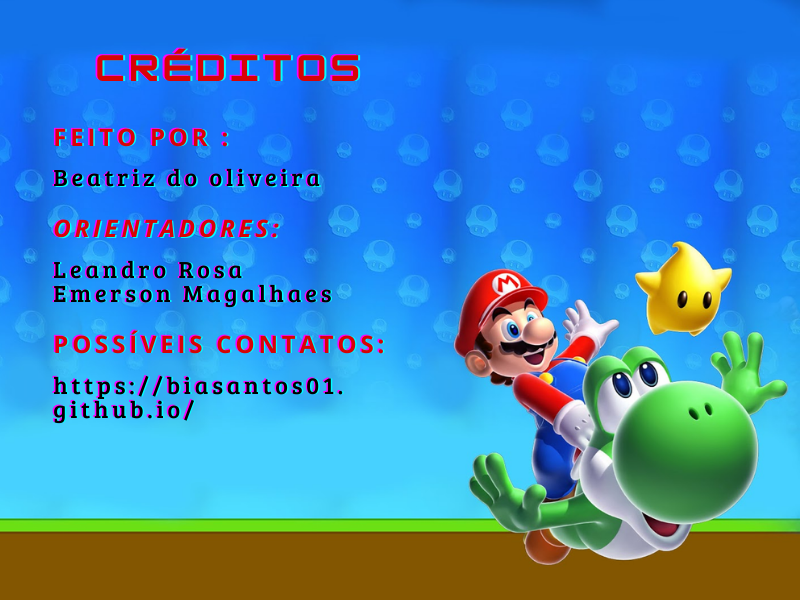 CRÉDITOS
FEITO POR :
Beatriz do oliveira
ORIENTADORES:
Leandro Rosa
Emerson Magalhaes
POSSÍVEIS CONTATOS:
https://biasantos01.
github.io/
M